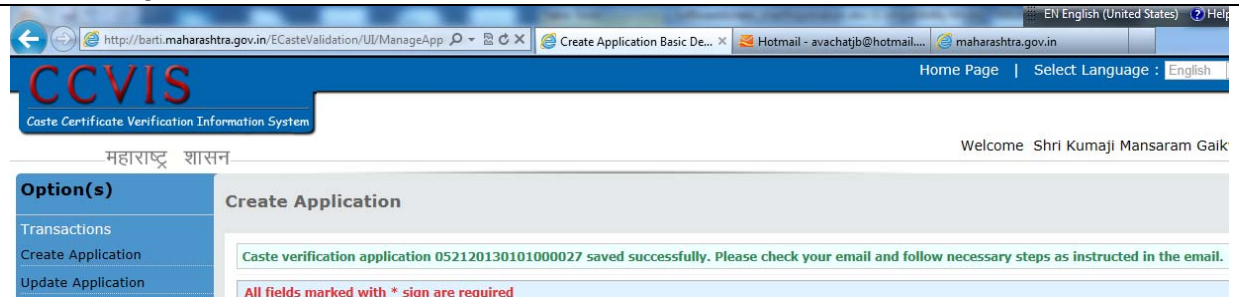 EN English (United States) Help
http://barti.maharashtra.gov.in/ECasteValidation/UI/ManageApp
Create Application Basic De...
Hotmail - avachatjb@hotmail....
maharashtra.gov.in
Home Page | Select Language : English
CCVIS
Caste Certificate Verification Information System
महाराष्ट्र शासन
Welcome Shri Kumaji Mansaram Gaik
Option(s)
Create Application
Transactions
Create Application
Caste verification application 052120130101000027 saved successfully. Please check your email and follow necessary steps as instructed in the email.
Update Application
All fields marked with * sign are required